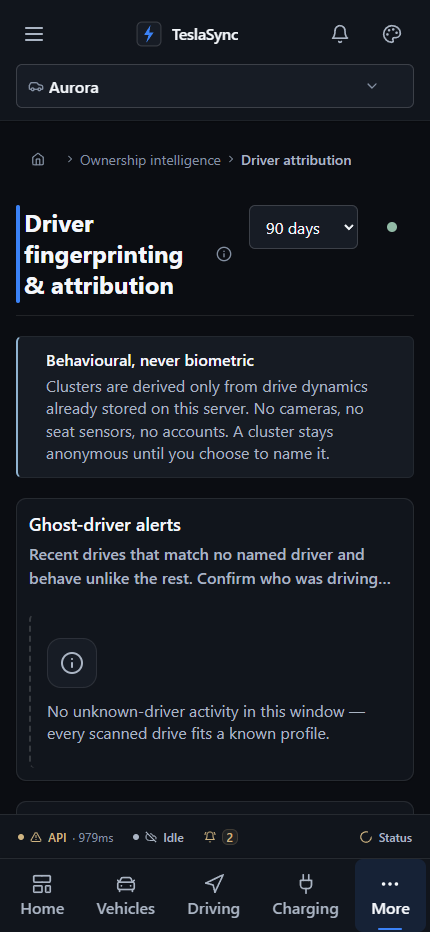 TeslaSync
Aurora
Ownership intelligence
Driver attribution
Driver
fingerprinting
& attribution
90 days
Behavioural, never biometric
Clusters are derived only from drive dynamics
already stored on this server. No cameras, no
seat sensors, no accounts. A cluster stays
anonymous until you choose to name it.
Ghost-driver alerts
Recent drives that match no named driver and
behave unlike the rest. Confirm who was driving...
No unknown-driver activity in this window —
every scanned drive fits a known profile.
API · 979ms
Idle
2
Status
Home
Vehicles
Driving
Charging
More